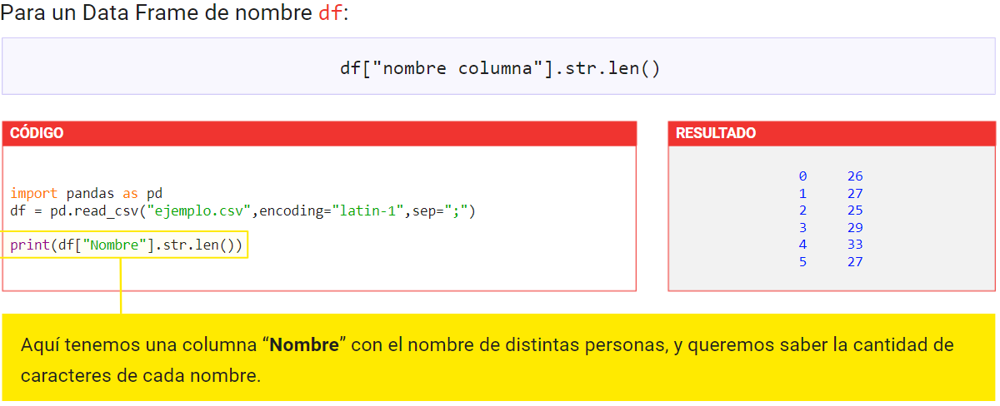 Para un Data Frame de nombre df:
df["nombre columna"].str.len()
CÓDIGO
import pandas as pd
df = pd.read_csv("ejemplo.csv",encoding="latin-1",sep=";")
print(df["Nombre"].str.len())
RESULTADO
0 26
1 27
2 25
3 29
4 33
5 27
Aquí tenemos una columna “Nombre” con el nombre de distintas personas, y queremos saber la cantidad de
caracteres de cada nombre.